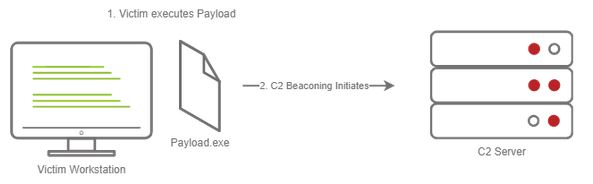 1. Victim executes Payload
2. C2 Beaconing Initiates
Payload.exe
C2 Server
Victim Workstation